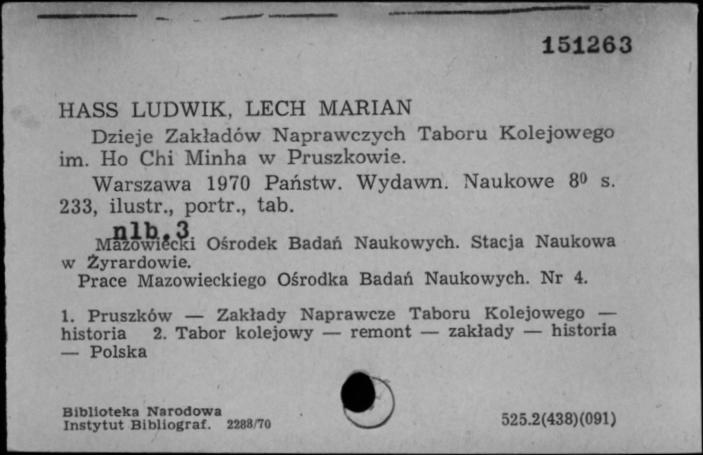 151263
HASS LUDWIK, LECH MARIAN
Dzieje Zakładów Naprawczych Taboru Kolejowego
im. Ho Chi Minha w Pruszkowie.
Warszawa 1970 Państw. Wydawn. Naukowe 8⁰ s.
233, ilustr., portr., tab.
nlb.3
Mazowiecki Ośrodek Badań Naukowych. Stacja Naukowa
w Żyrardowie.
Prace Mazowieckiego Ośrodka Badań Naukowych. Nr 4.
1. Pruszków — Zakłady Naprawcze Taboru Kolejowego —
historia 2. Tabor kolejowy — remont — zakłady — historia
— Polska
Biblioteka Narodowa
Instytut Bibliograf. 2288/70
525.2(438)(091)